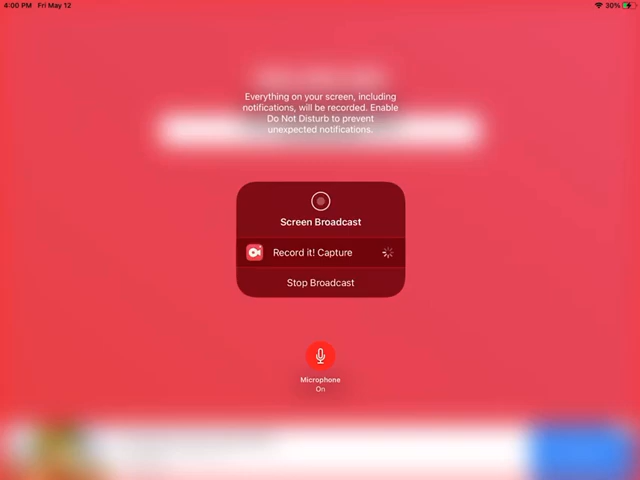 4:00 PM Fri May 12
30%
Everything on your screen, including
notifications, will be recorded. Enable
Do Not Disturb to prevent
unexpected notifications.
Screen Broadcast
Record it! Capture
Stop Broadcast
Microphone
On